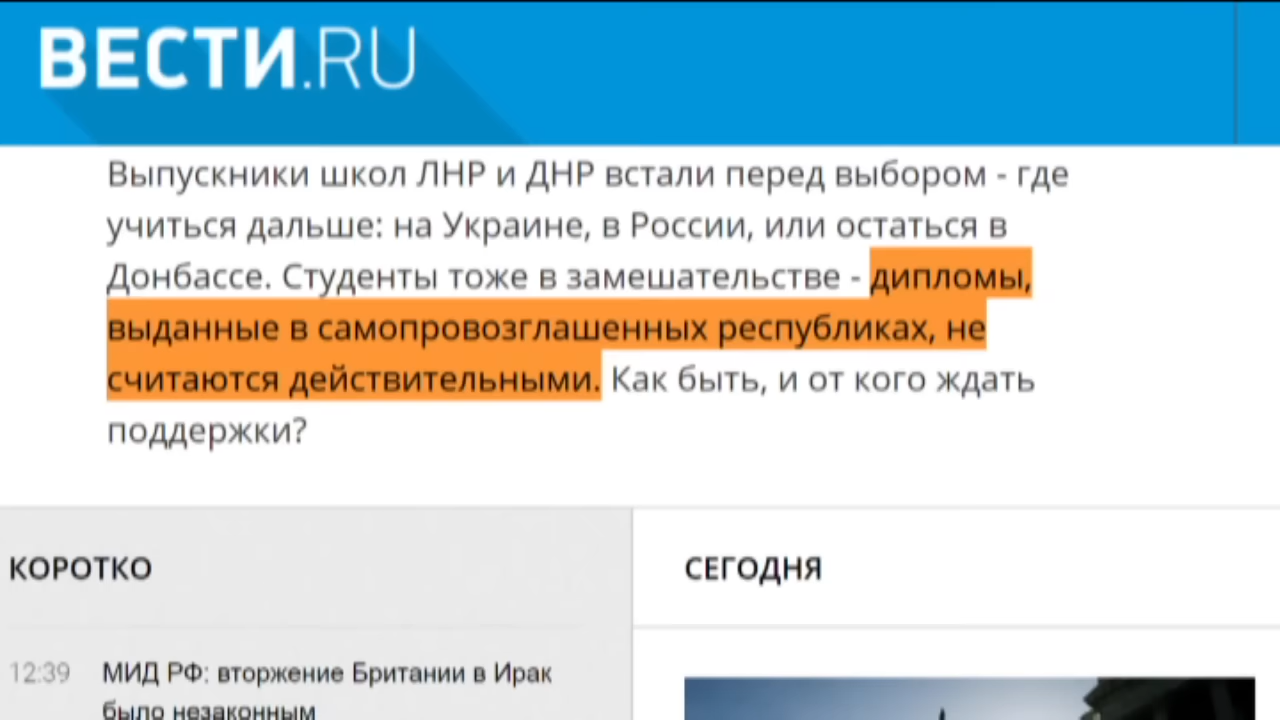 ВЕСТИ.RU
Выпускники школ ЛНР и ДНР встали перед выбором - где
учиться дальше: на Украине, в России, или остаться в
Донбассе. Студенты тоже в замешательстве - дипломы,
выданные в самопровозглашенных республиках, не
считаются действительными. Как быть, и от кого ждать
поддержки?
КОРОТКО
СЕГОДНЯ
12:39 МИД РФ: вторжение Британии в Ирак
было незаконным